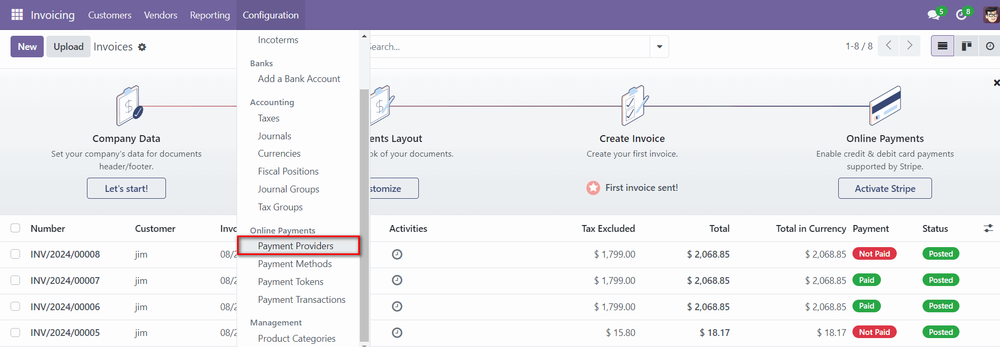 Invoicing Customers Vendors Reporting Configuration 5 8
New Upload Invoices Search... 1-8 / 8
Incoterms
Banks
Add a Bank Account
Accounting
Taxes
Journals
Currencies
Fiscal Positions
Journal Groups
Tax Groups
Online Payments
Payment Providers
Payment Methods
Payment Tokens
Payment Transactions
Management
Product Categories
Company Data
Set your company's data for documents
header/footer.
Let's start!
ents Layout
ok of your documents.
stomize
Create Invoice
Create your first invoice.
First invoice sent!
Online Payments
Enable credit & debit card payments
supported by Stripe.
Activate Stripe
Number Customer Invo Activities Tax Excluded Total Total in Currency Payment Status
INV/2024/00008 jim 08/2 $ 1,799.00 $ 2,068.85 $ 2,068.85 Not Paid Posted
INV/2024/00007 jim 08/2 $ 1,799.00 $ 2,068.85 $ 2,068.85 Paid Posted
INV/2024/00006 jim 08/2 $ 1,799.00 $ 2,068.85 $ 2,068.85 Paid Posted
INV/2024/00005 jim 08/2 $ 15.80 $ 18.17 $ 18.17 Not Paid Posted